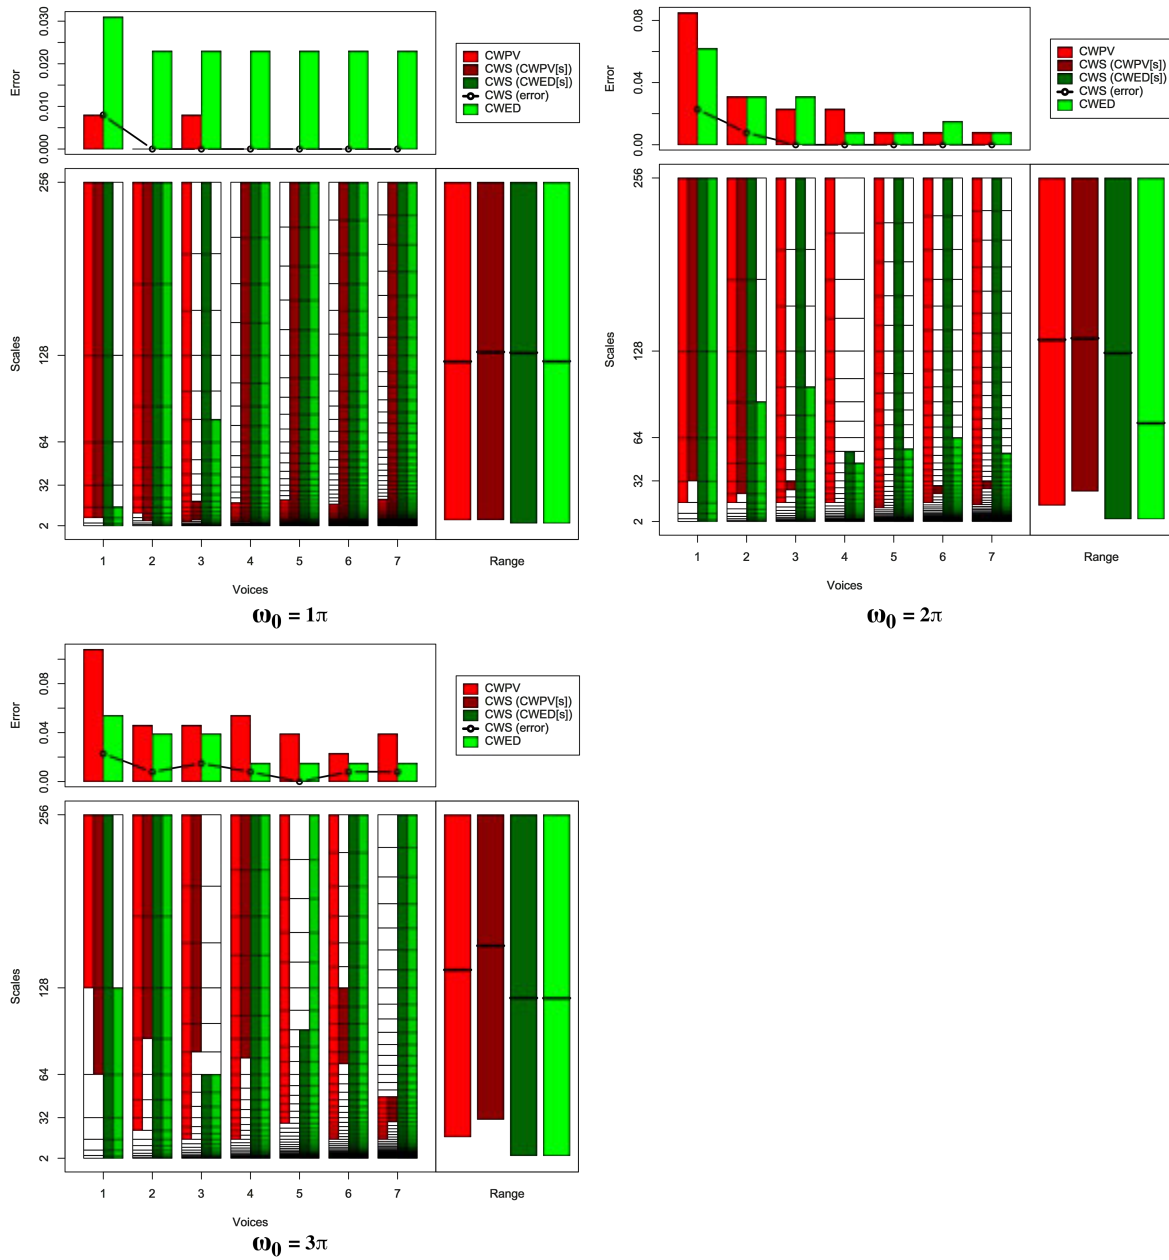 Error
0.000
0.010
0.020
0.030
CWPV
CWS (CWPV[s])
CWS (CWED[s])
CWS (error)
CWED
Scales
2
32
64
128
256
1 2 3 4 5 6 7
Range
Voices
ω0 = 1π
Error
0.00
0.04
0.08
CWPV
CWS (CWPV[s])
CWS (CWED[s])
CWS (error)
CWED
Scales
2
32
64
128
256
1 2 3 4 5 6 7
Range
Voices
ω0 = 2π
Error
0.00
0.04
0.08
CWPV
CWS (CWPV[s])
CWS (CWED[s])
CWS (error)
CWED
Scales
2
32
64
128
256
1 2 3 4 5 6 7
Range
Voices
ω0 = 3π